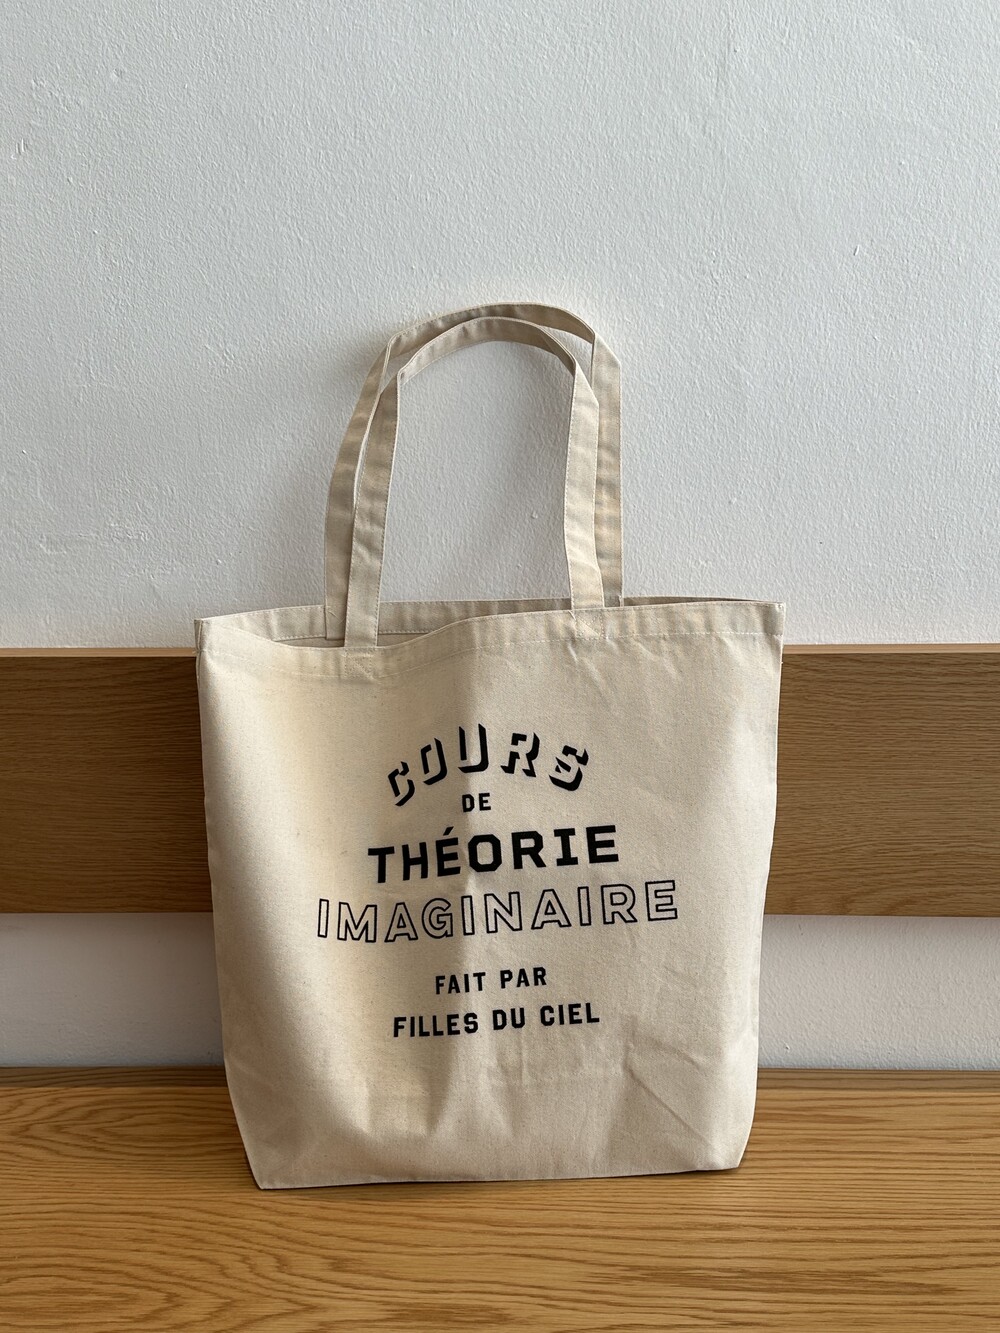 COURS
DE
THÉORIE
IMAGINAIRE
FAIT PAR
FILLES DU CIEL